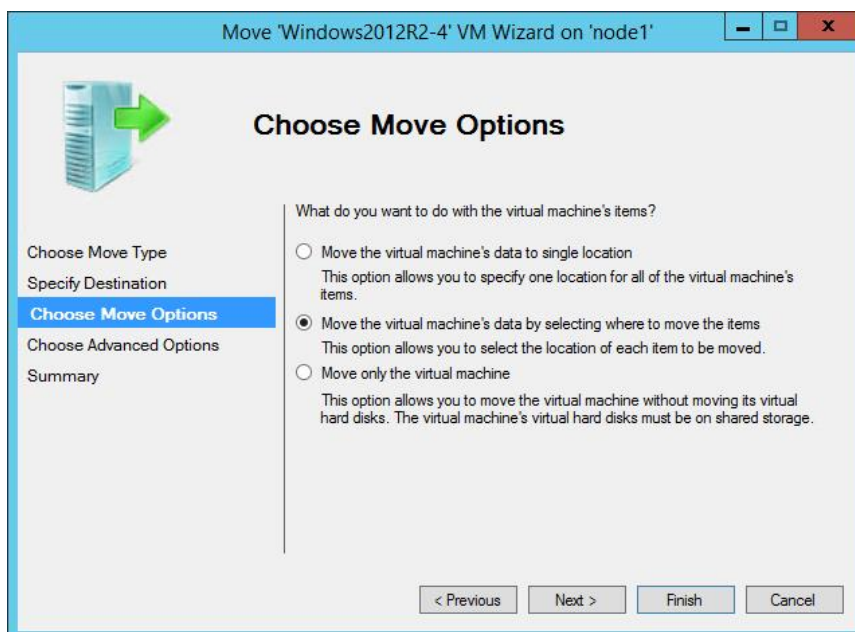 Move 'Windows2012R2-4' VM Wizard on 'node1'
Choose Move Options
Choose Move Type
Specify Destination
Choose Move Options
Choose Advanced Options
Summary
What do you want to do with the virtual machine's items?
Move the virtual machine's data to single location
This option allows you to specify one location for all of the virtual machine's
items.
Move the virtual machine's data by selecting where to move the items
This option allows you to select the location of each item to be moved.
Move only the virtual machine
This option allows you to move the virtual machine without moving its virtual
hard disks. The virtual machine's virtual hard disks must be on shared storage.
< Previous
Next >
Finish
Cancel